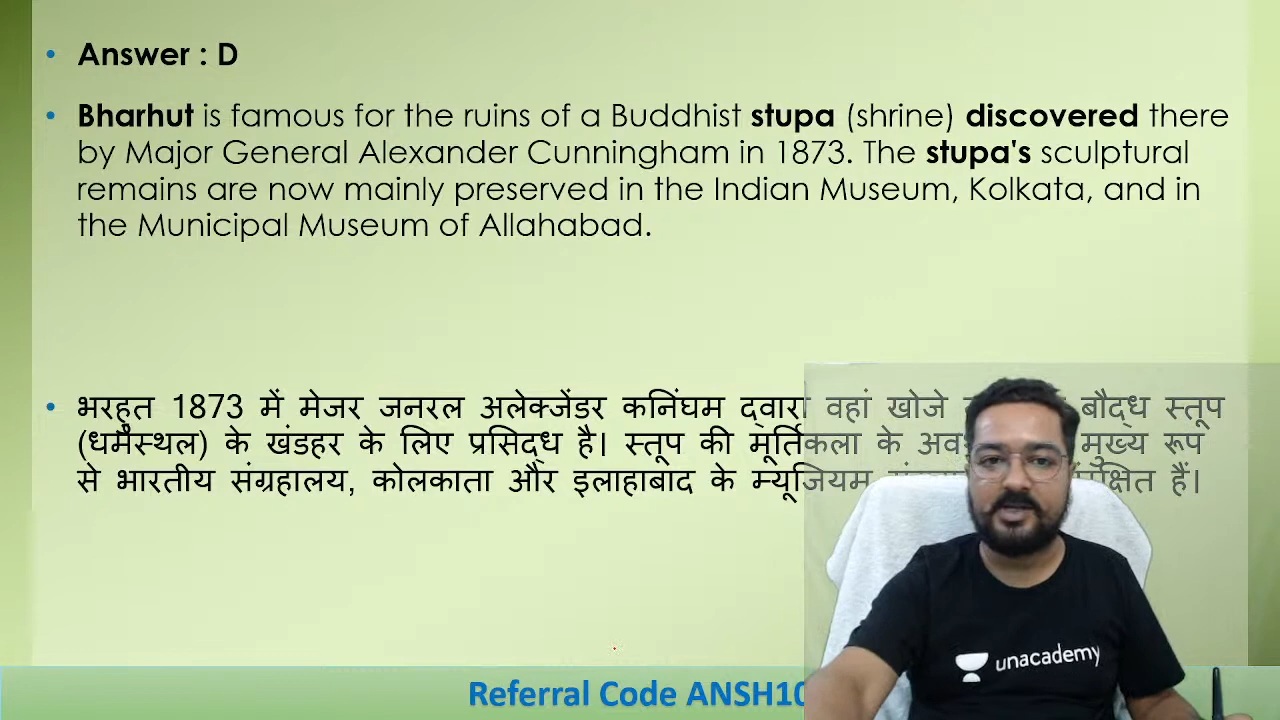 Answer : D
Bharhut is famous for the ruins of a Buddhist stupa (shrine) discovered there
by Major General Alexander Cunningham in 1873. The stupa's sculptural
remains are now mainly preserved in the Indian Museum, Kolkata, and in
the Municipal Museum of Allahabad.
भरहुत 1873 में मेजर जनरल अलेक्जेंडर कनिंघम द्वारा वहां खोजे बौद्ध स्तूप
(धर्मस्थल) के खंडहर के लिए प्रसिद्ध है। स्तूप की मूर्तिकला के मुख्य रूप
से भारतीय संग्रहालय, कोलकाता और इलाहाबाद के म्यूजियम हैं।
Referral Code ANSH10
unacademy